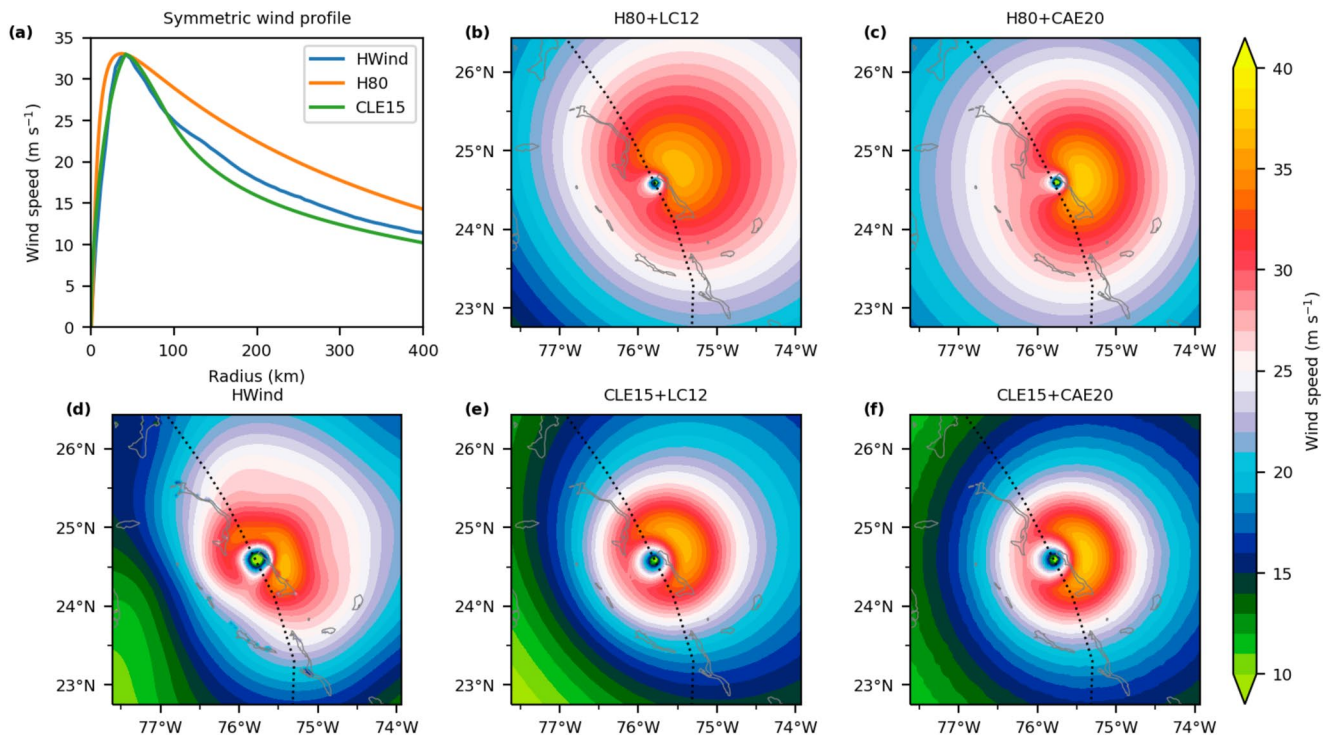 (a)
Symmetric wind profile
35
30
25
20
15
10
5
0
0
100
200
300
400
Wind speed (m s⁻¹)
Radius (km)
HWind
H80
CLE15
(b)
H80+LC12
26°N
25°N
24°N
23°N
77°W
76°W
75°W
74°W
(c)
H80+CAE20
26°N
25°N
24°N
23°N
77°W
76°W
75°W
74°W
(d)
HWind
26°N
25°N
24°N
23°N
77°W
76°W
75°W
74°W
(e)
CLE15+LC12
26°N
25°N
24°N
23°N
77°W
76°W
75°W
74°W
(f)
CLE15+CAE20
26°N
25°N
24°N
23°N
77°W
76°W
75°W
74°W
40
35
30
25
20
15
10
Wind speed (m s⁻¹)